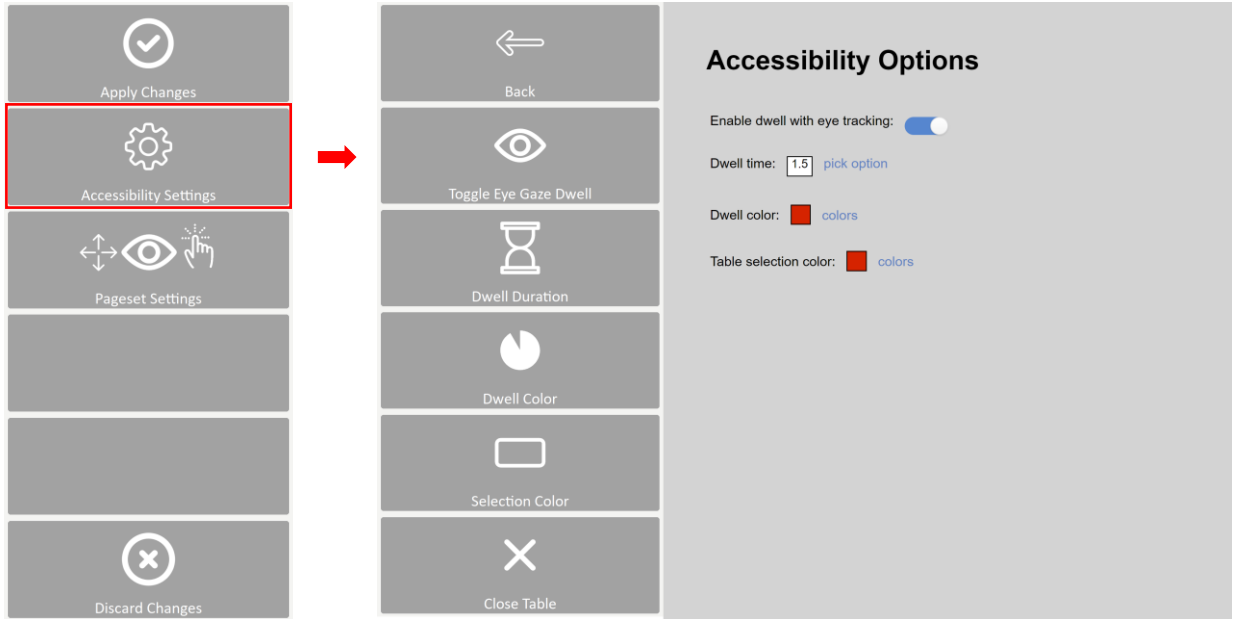 Apply Changes
Accessibility Settings
Pageset Settings
Discard Changes
Back
Toggle Eye Gaze Dwell
Dwell Duration
Dwell Color
Selection Color
Close Table
Accessibility Options
Enable dwell with eye tracking:
Dwell time: 1.5 pick option
Dwell color: colors
Table selection color: colors